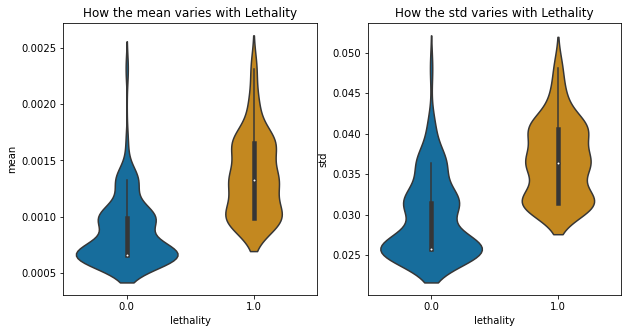 How the mean varies with Lethality
0.0025
0.0020
0.0015
0.0010
0.0005
mean
0.0
1.0
lethality
How the std varies with Lethality
0.050
0.045
0.040
0.035
0.030
0.025
std
0.0
1.0
lethality